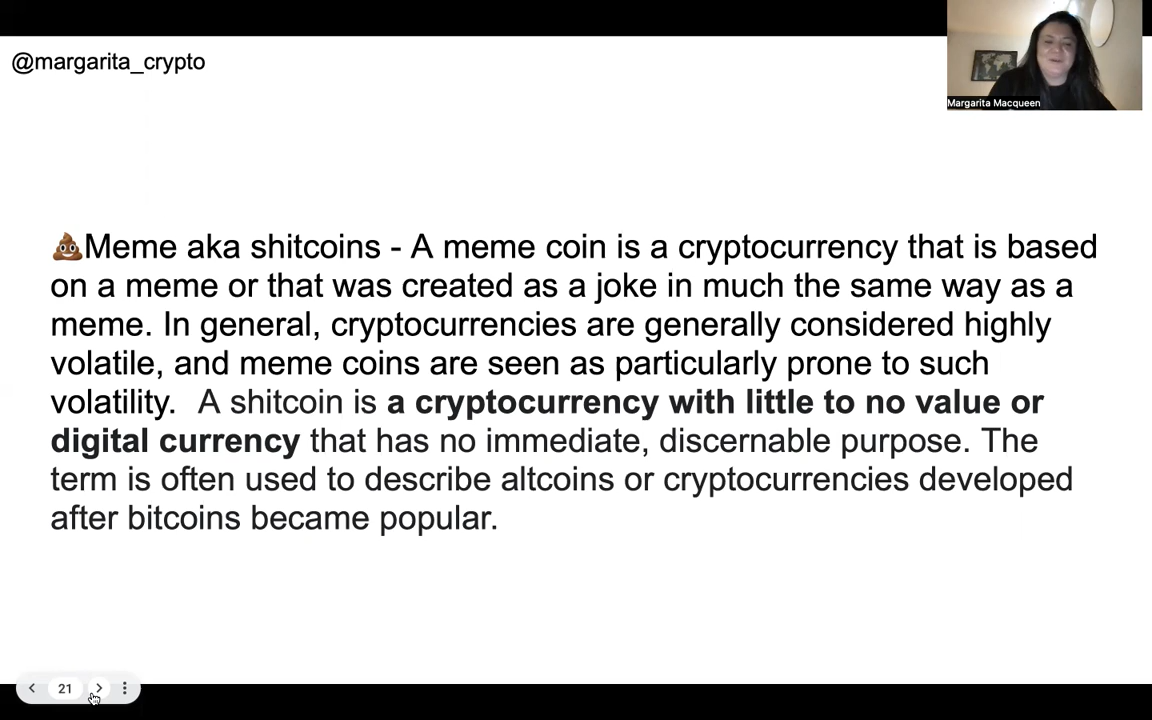 @margarita_crypto
Margarita Macqueen
💩Meme aka shitcoins - A meme coin is a cryptocurrency that is based
on a meme or that was created as a joke in much the same way as a
meme. In general, cryptocurrencies are generally considered highly
volatile, and meme coins are seen as particularly prone to such
volatility.  A shitcoin is a cryptocurrency with little to no value or
digital currency that has no immediate, discernable purpose. The
term is often used to describe altcoins or cryptocurrencies developed
after bitcoins became popular.
21